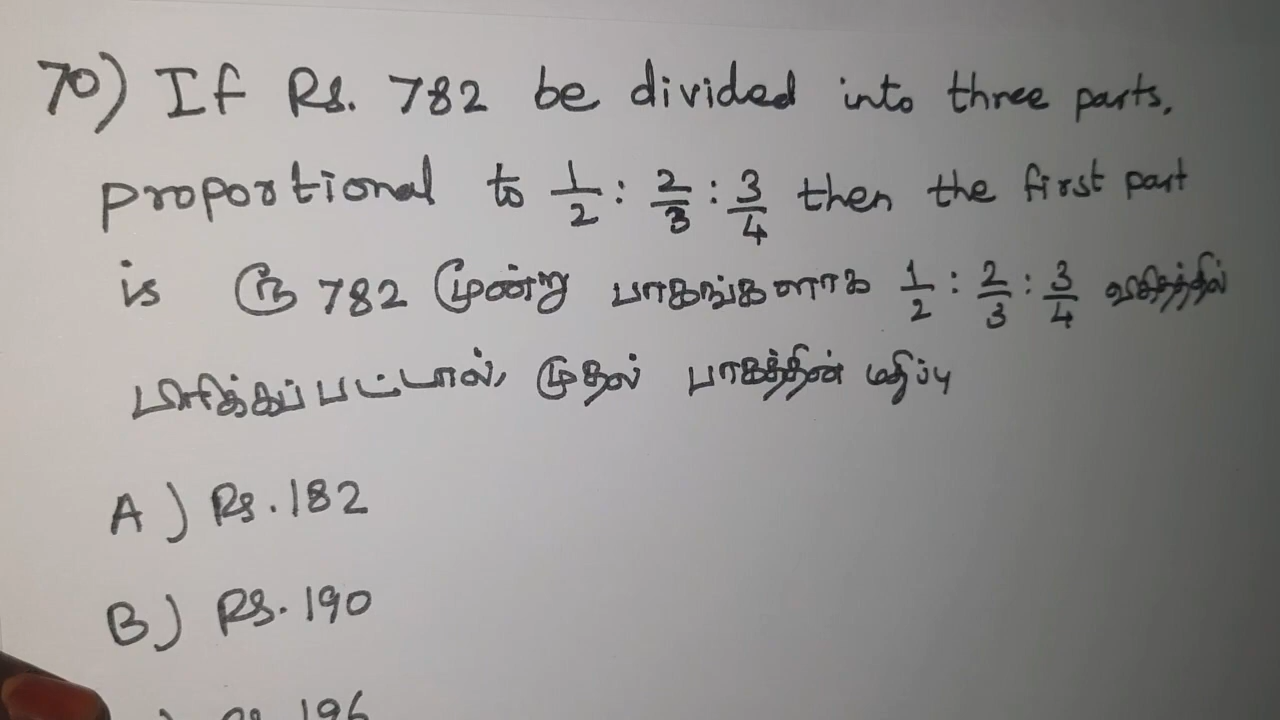 70) If Rs. 782 be divided into three parts,
proportional to 1/2 : 2/3 : 3/4 then the first part
is ரூ 782 மூன்று பாகங்களாக 1/2 : 2/3 : 3/4 விகிதத்தில்
பிரிக்கப்பட்டால், முதல் பாகத்தின் மதிப்பு
A) Rs. 182
B) Rs. 190
) Rs. 196